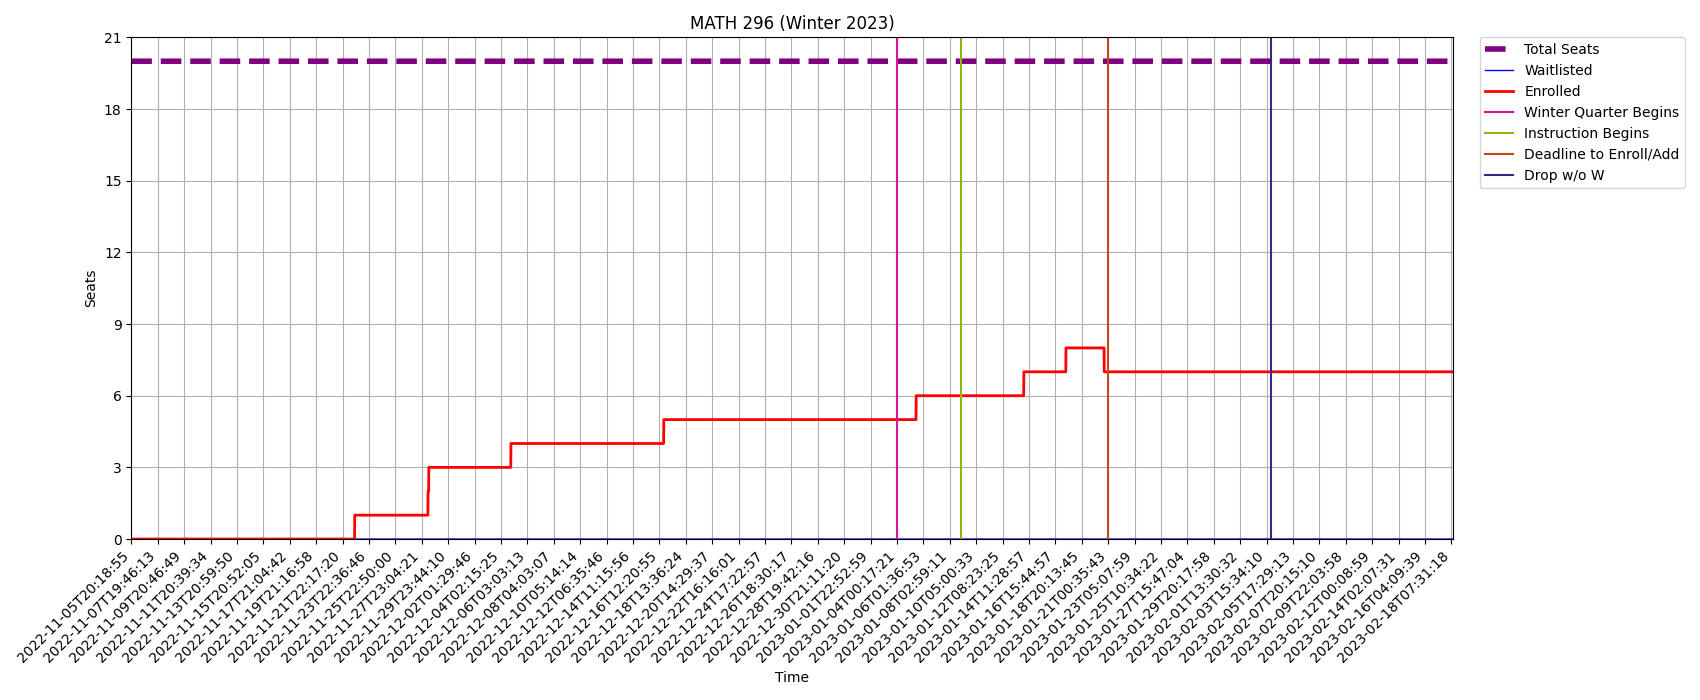 MATH 296 (Winter 2023)
21
18
15
12
9
6
3
0
Seats
2022-11-05T20:18:55
2022-11-07T19:46:13
2022-11-09T20:46:49
2022-11-11T20:39:34
2022-11-13T20:59:50
2022-11-15T20:52:05
2022-11-17T21:04:42
2022-11-19T21:16:58
2022-11-21T22:17:20
2022-11-23T22:36:46
2022-11-25T22:50:00
2022-11-27T23:04:21
2022-11-29T23:44:10
2022-12-02T01:29:46
2022-12-04T02:15:25
2022-12-06T03:03:13
2022-12-08T04:03:07
2022-12-10T05:14:14
2022-12-12T06:35:46
2022-12-14T11:15:56
2022-12-16T12:20:55
2022-12-18T13:36:24
2022-12-20T14:29:37
2022-12-22T16:16:01
2022-12-24T17:22:57
2022-12-26T18:30:17
2022-12-28T19:42:16
2022-12-30T21:11:20
2023-01-01T22:52:59
2023-01-04T00:17:21
2023-01-06T01:36:53
2023-01-08T02:59:11
2023-01-10T05:00:33
2023-01-12T08:23:25
2023-01-14T11:28:57
2023-01-16T15:44:57
2023-01-18T20:13:45
2023-01-21T00:35:43
2023-01-23T05:07:59
2023-01-25T10:34:22
2023-01-27T15:47:04
2023-01-29T20:17:58
2023-02-01T13:30:32
2023-02-03T15:34:10
2023-02-05T17:29:13
2023-02-07T20:15:10
2023-02-09T22:03:58
2023-02-12T00:08:59
2023-02-14T02:07:31
2023-02-16T04:09:39
2023-02-18T07:31:18
Time
Total Seats
Waitlisted
Enrolled
Winter Quarter Begins
Instruction Begins
Deadline to Enroll/Add
Drop w/o W